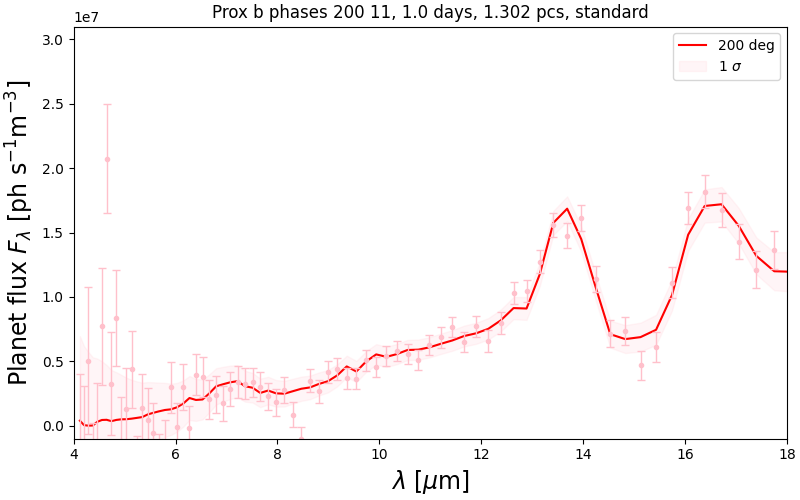 Prox b phases 200 11, 1.0 days, 1.302 pcs, standard
1e7
3.0
2.5
2.0
1.5
1.0
0.5
0.0
Planet flux F_λ [ph s⁻¹m⁻³]
200 deg
1 σ
4 6 8 10 12 14 16 18
λ [μm]